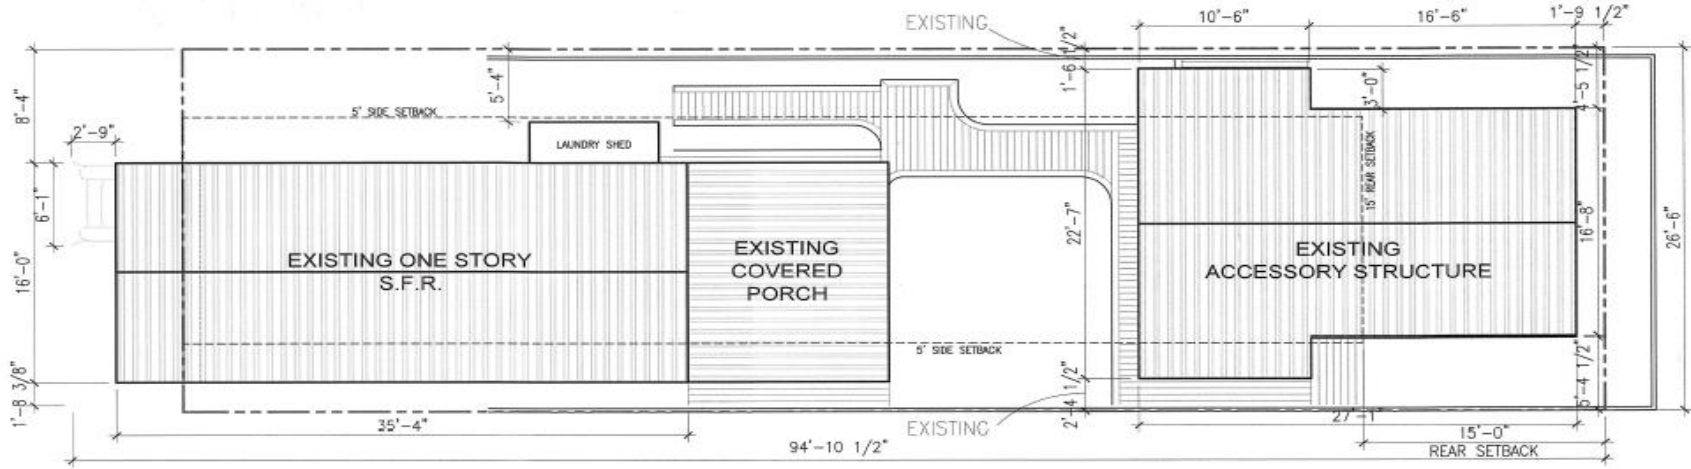 EXISTING
10'-6"
16'-6"
1'-9 1/2"
8'-4"
5'-4"
1'-6 1/2"
3'-0"
4'-5 1/2"
2'-9"
5' SIDE SETBACK
LAUNDRY SHED
15' REAR SETBACK
6'-1"
16'-0"
EXISTING ONE STORY
S.F.R.
EXISTING
COVERED
PORCH
22'-7"
EXISTING
ACCESSORY STRUCTURE
16'-8"
26'-6"
5' SIDE SETBACK
1'-8 3/8"
2'-4 1/2"
5'-4 1/2"
35'-4"
EXISTING
27'-1"
94'-10 1/2"
15'-0"
REAR SETBACK